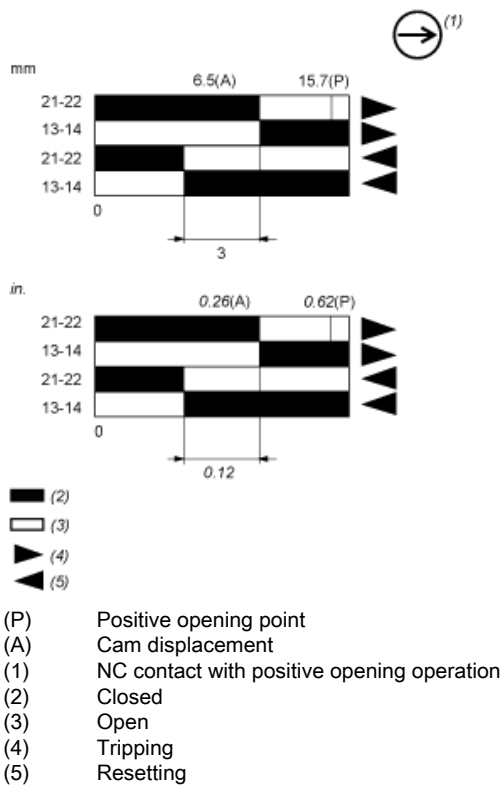 (1)
mm
6.5(A) 15.7(P)
21-22
13-14
21-22
13-14
0
3
in.
0.26(A) 0.62(P)
21-22
13-14
21-22
13-14
0
0.12
(2)
(3)
(4)
(5)
(P) Positive opening point
(A) Cam displacement
(1) NC contact with positive opening operation
(2) Closed
(3) Open
(4) Tripping
(5) Resetting